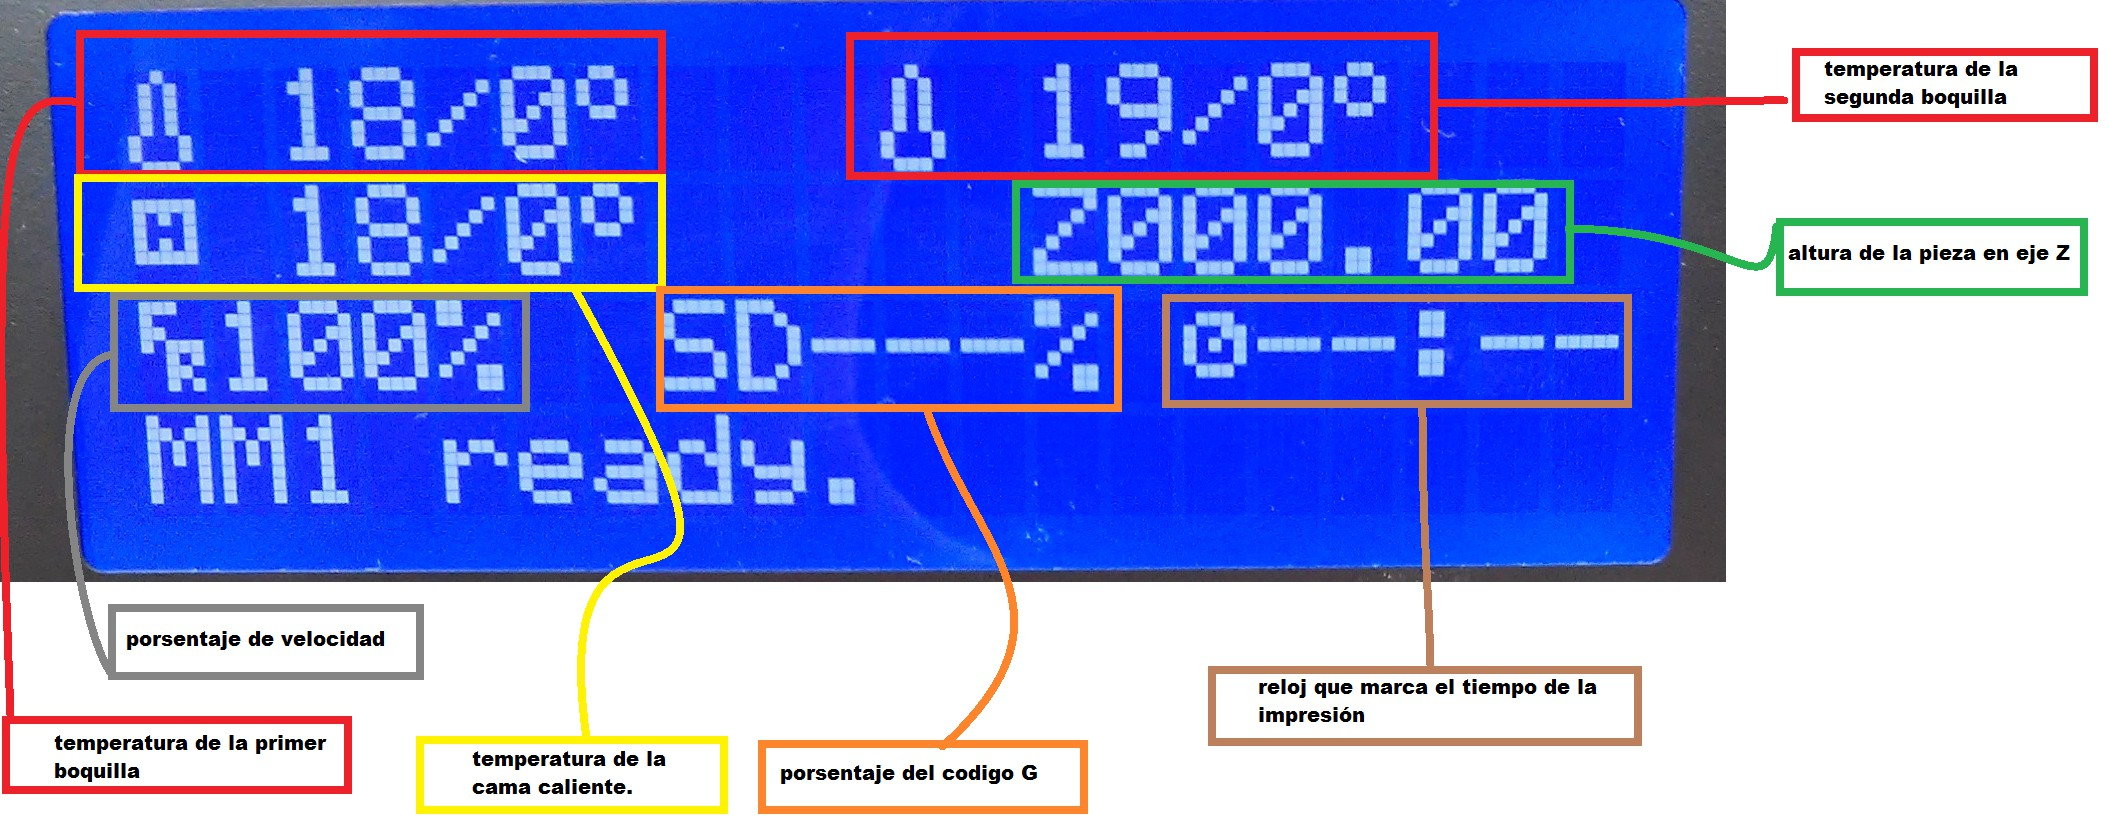 18/0° 19/0°
temperatura de la
segunda boquilla
18/0° Z000.00
altura de la pieza en eje Z
FR100% SD---% --:--
MM1 ready.
porsentaje de velocidad
reloj que marca el tiempo de la
impresión
temperatura de la primer
boquilla
temperatura de la
cama caliente.
porsentaje del codigo G